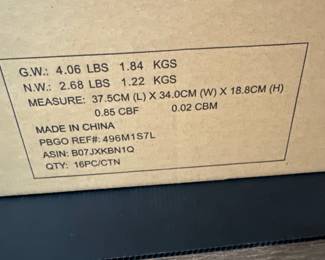 G.W.: 4.06 LBS 1.84 KGS
N.W.: 2.68 LBS 1.22 KGS
MEASURE: 37.5CM (L) X 34.0CM (W) X 18.8CM (H)
0.85 CBF 0.02 CBM
MADE IN CHINA
PBGO REF#: 496M1S7L
ASIN: B07JXKBN1Q
QTY: 16PC/CTN